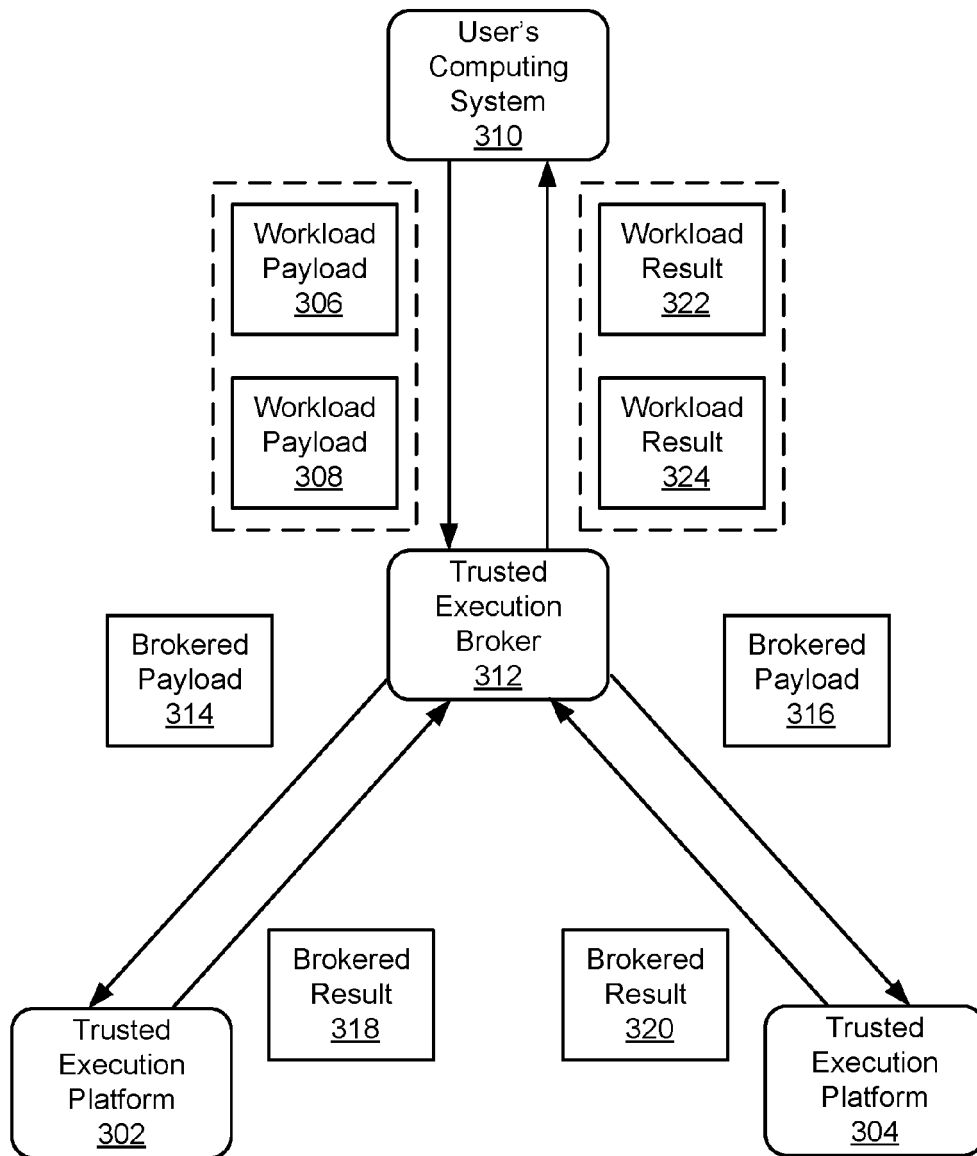 User's
Computing
System
310
Workload
Payload
306
Workload
Result
322
Workload
Payload
308
Workload
Result
324
Trusted
Execution
Broker
312
Brokered
Payload
314
Brokered
Payload
316
Brokered
Result
318
Brokered
Result
320
Trusted
Execution
Platform
302
Trusted
Execution
Platform
304